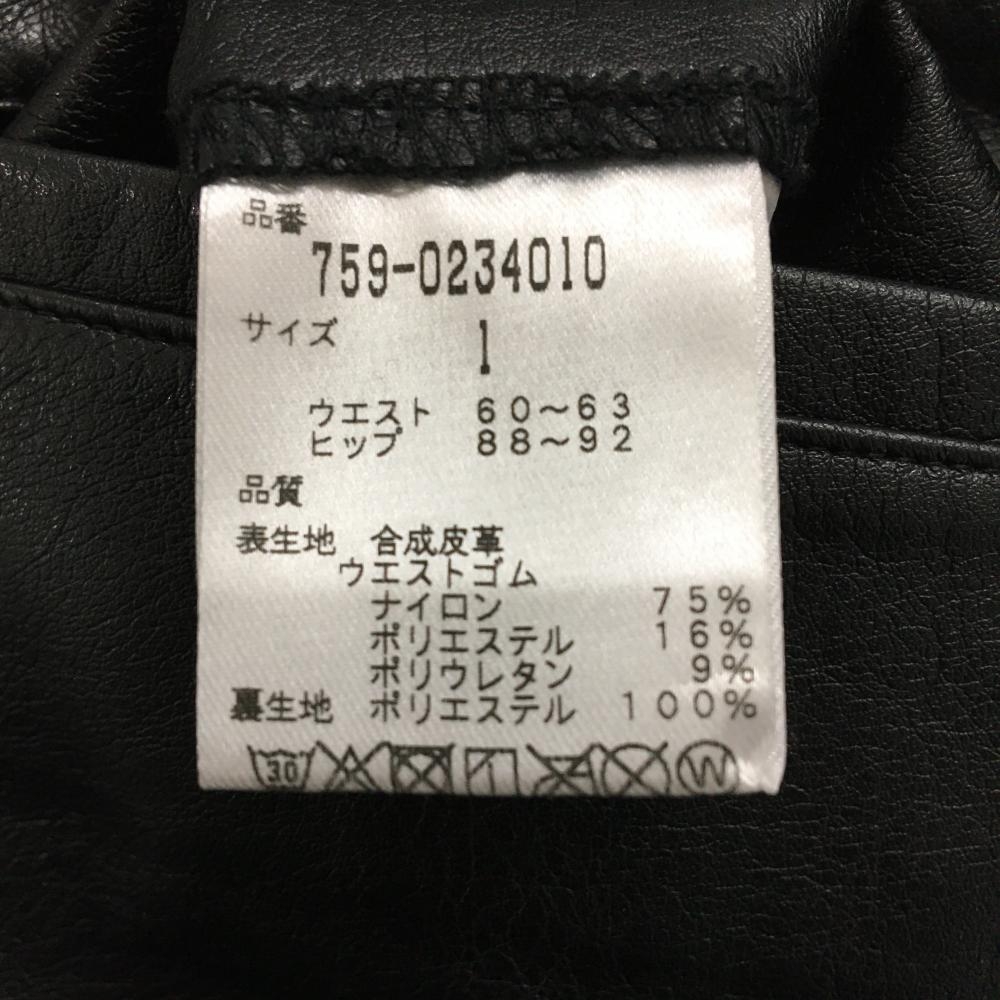 品番
759-0234010
サイズ 1
ウエスト 60～63
ヒップ 88～92
品質
表生地 合成皮革
ウエストゴム
ナイロン 75%
ポリエステル 16%
ポリウレタン 9%
裏生地 ポリエステル 100%
30 W